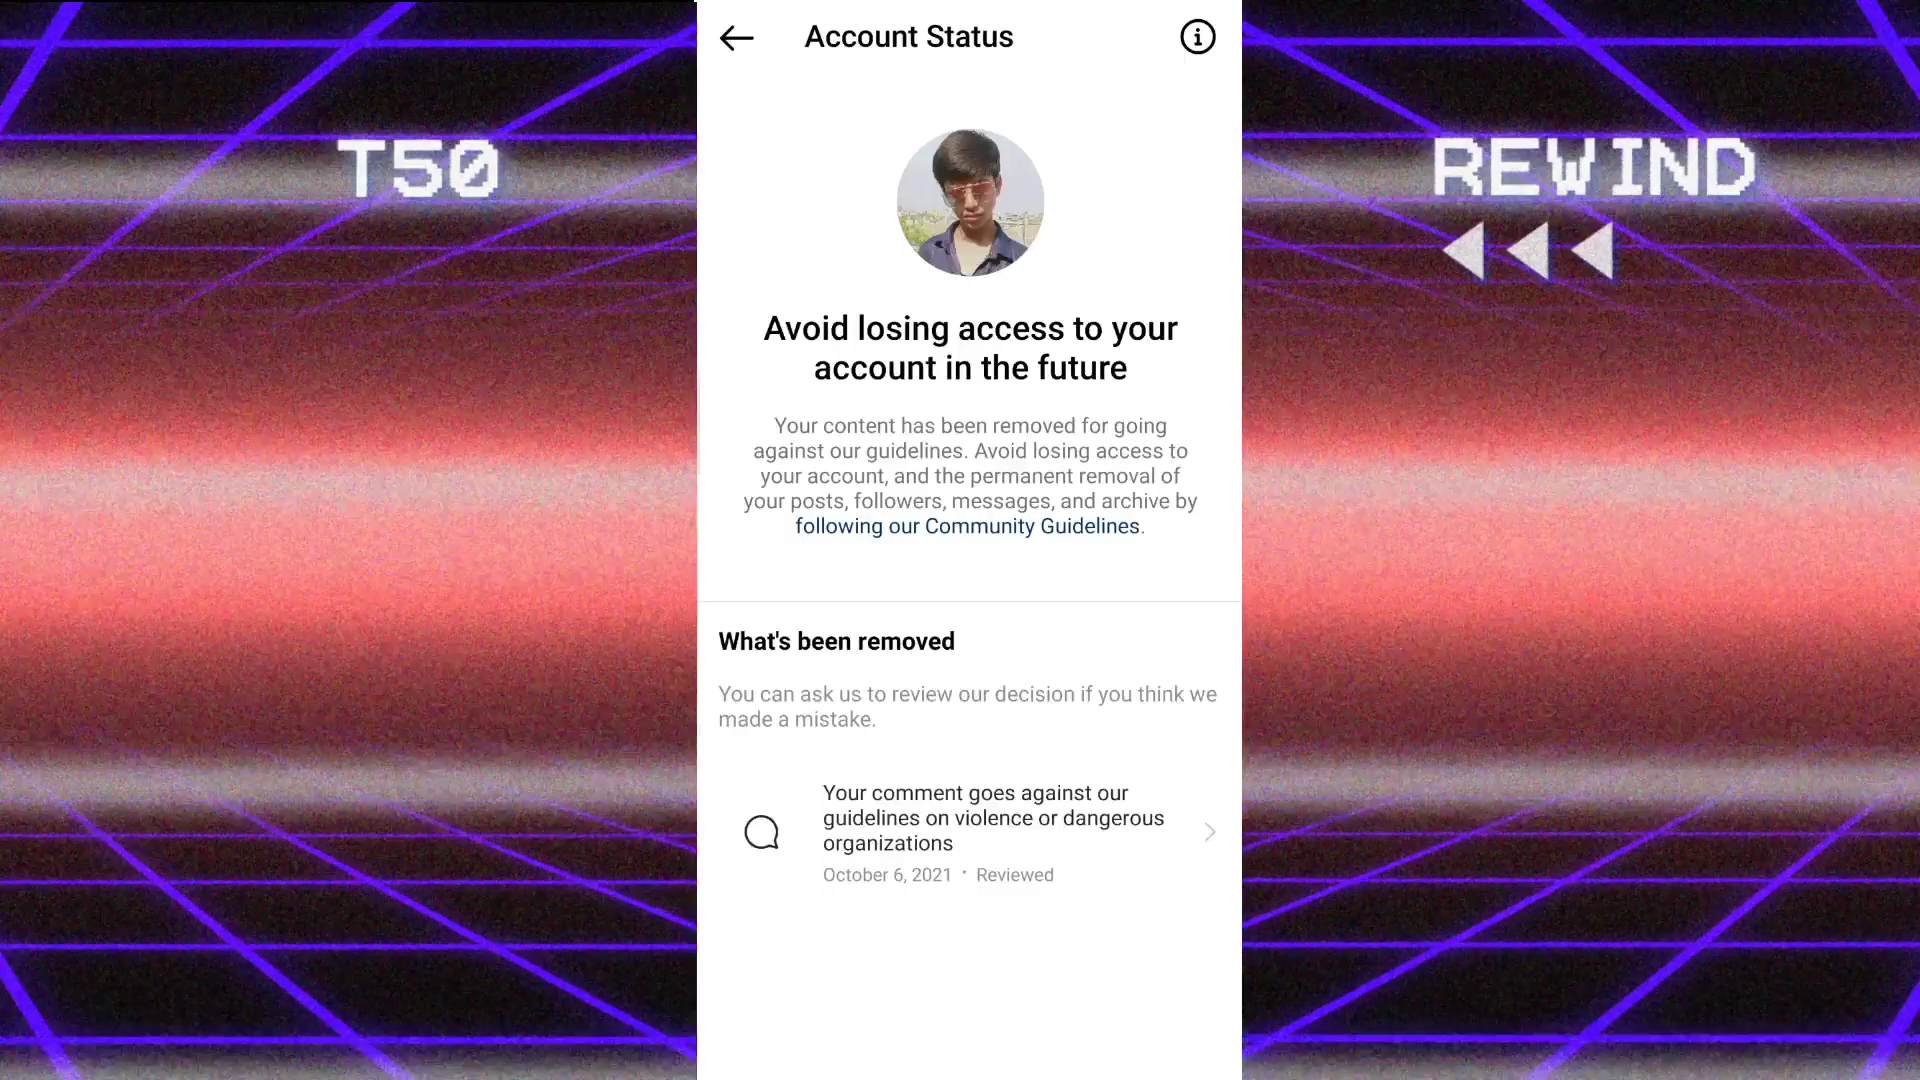 Account Status
T50
REWIND
Avoid losing access to your
account in the future
Your content has been removed for going
against our guidelines. Avoid losing access to
your account, and the permanent removal of
your posts, followers, messages, and archive by
following our Community Guidelines.
What's been removed
You can ask us to review our decision if you think we
made a mistake.
Your comment goes against our
guidelines on violence or dangerous
organizations
October 6, 2021 · Reviewed